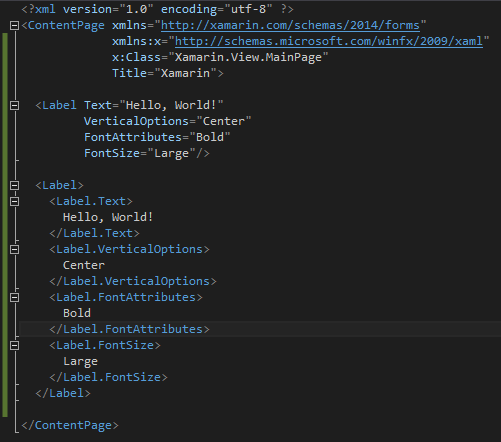 <?xml version="1.0" encoding="utf-8" ?>
<ContentPage xmlns="http://xamarin.com/schemas/2014/forms"
             xmlns:x="http://schemas.microsoft.com/winfx/2009/xaml"
             x:Class="Xamarin.View.MainPage"
             Title="Xamarin">

  <Label Text="Hello, World!"
         VerticalOptions="Center"
         FontAttributes="Bold"
         FontSize="Large"/>

  <Label>
    <Label.Text>
      Hello, World!
    </Label.Text>
    <Label.VerticalOptions>
      Center
    </Label.VerticalOptions>
    <Label.FontAttributes>
      Bold
    </Label.FontAttributes>
    <Label.FontSize>
      Large
    </Label.FontSize>
  </Label>

</ContentPage>